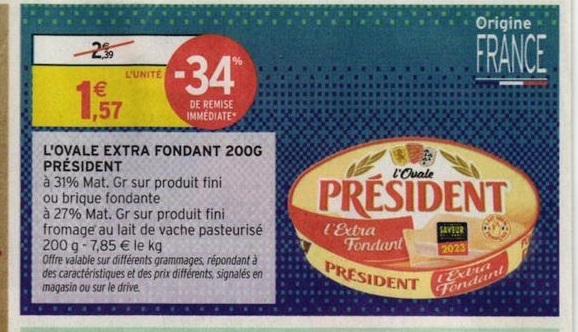 Origine
FRANCE
2€,39
1€,57
L'UNITÉ
-34%
DE REMISE
IMMÉDIATE*
L'OVALE EXTRA FONDANT 200G
PRÉSIDENT
à 31% Mat. Gr sur produit fini
ou brique fondante
à 27% Mat. Gr sur produit fini
fromage au lait de vache pasteurisé
200 g - 7,85 € le kg
Offre valable sur différents grammages, répondant à
des caractéristiques et des prix différents, signalés en
magasin ou sur le drive.
L'Ovale
PRÉSIDENT
L'Extra
Fondant
SAVEUR
2023
PRÉSIDENT
L'Extra
Fondant